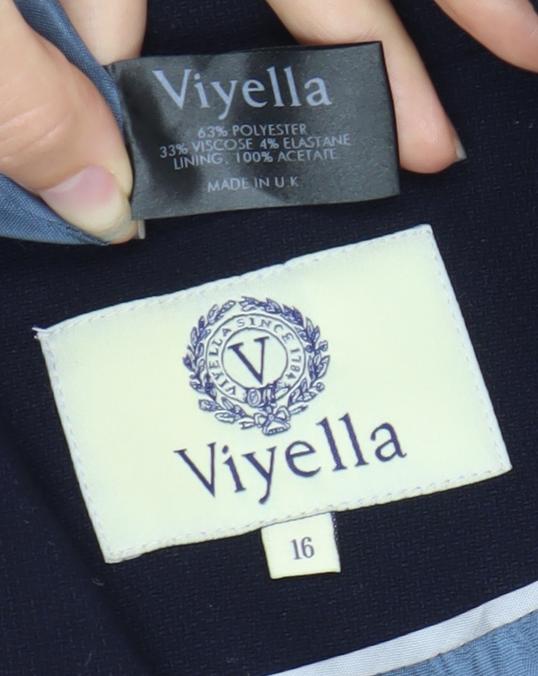 Viyella
63% POLYESTER
33% VISCOSE 4% ELASTANE
LINING. 100% ACETATE
MADE IN U.K
VIYELLA SINCE 1784
V
Viyella
16